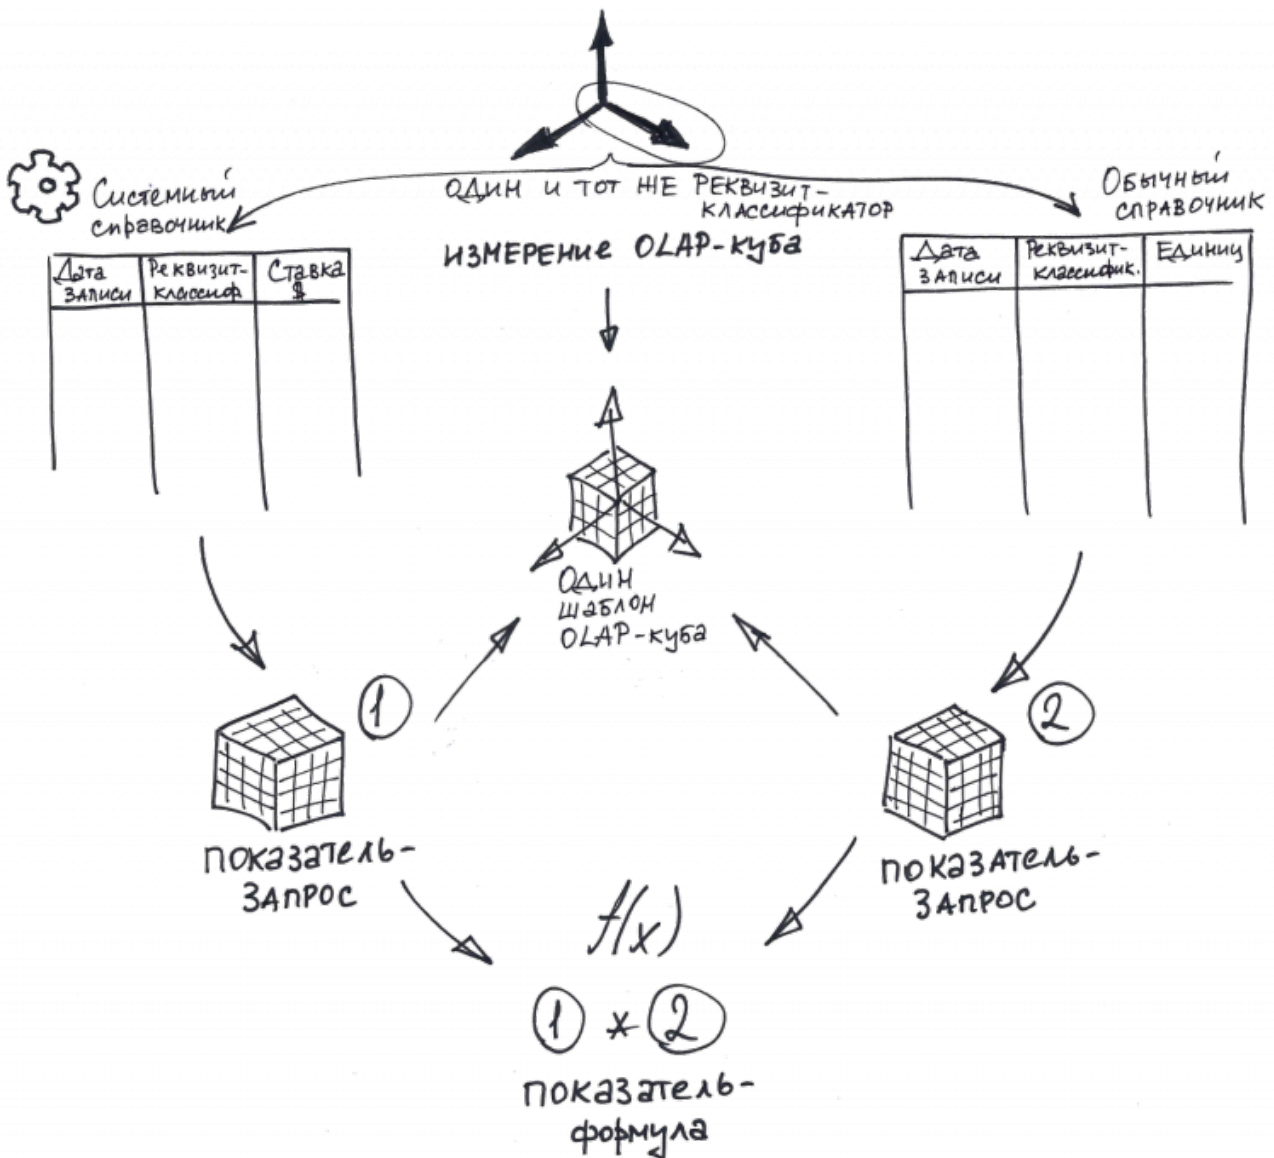 Системный
справочник
ОДИН И ТОТ ЖЕ РЕКВИЗИТ-
КЛАССИФИКАТОР
ИЗМЕРЕНИЕ OLAP-куба
Обычный
СПРАВОЧНИК
Дата
записи
Реквизит-
классиф.
Ставка
$
Дата
записи
Реквизит-
классифик.
Единиц
Один
шаблон
OLAP-куба
1
2
показатель-
ЗАПРОС
показатель-
ЗАПРОС
f(x)
1 * 2
показатель-
формула